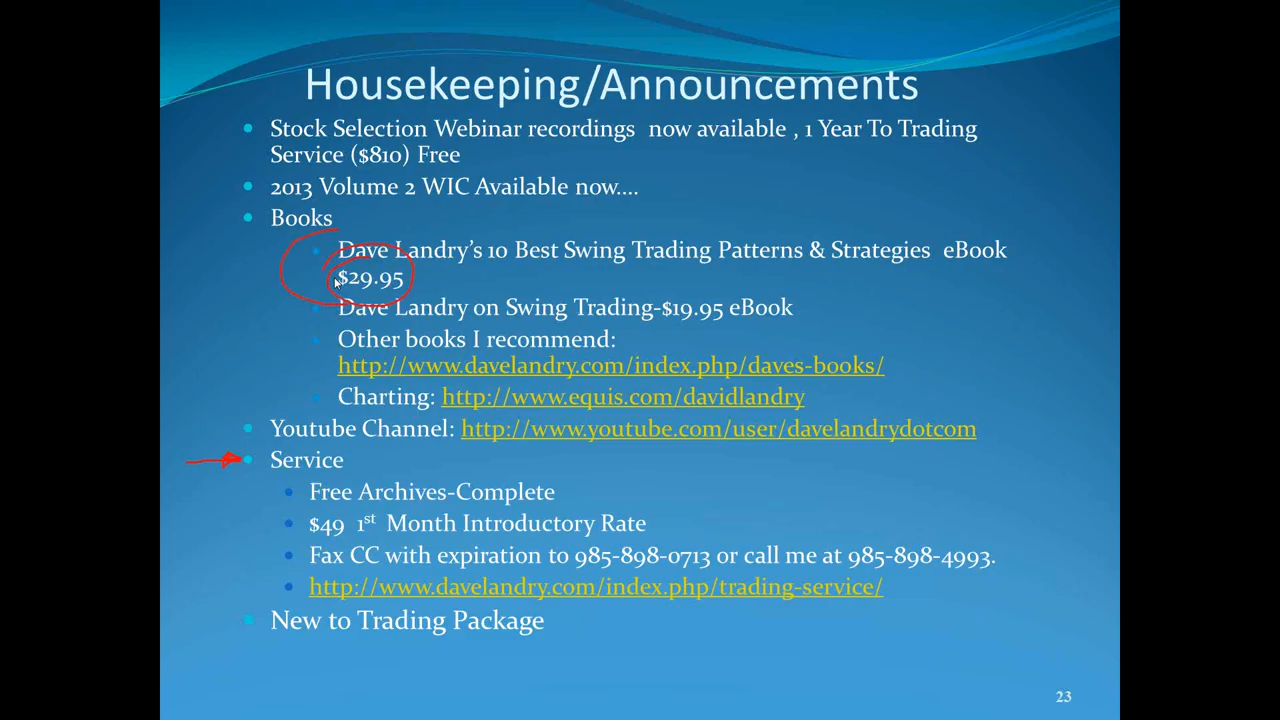 Housekeeping/Announcements
Stock Selection Webinar recordings now available , 1 Year To Trading
Service ($810) Free
2013 Volume 2 WIC Available now....
Books
Dave Landry's 10 Best Swing Trading Patterns & Strategies eBook
$29.95
Dave Landry on Swing Trading-$19.95 eBook
Other books I recommend:
http://www.davelandry.com/index.php/daves-books/
Charting: http://www.equis.com/davidlandry
Youtube Channel: http://www.youtube.com/user/davelandrydotcom
Service
Free Archives-Complete
$49 1st Month Introductory Rate
Fax CC with expiration to 985-898-0713 or call me at 985-898-4993.
http://www.davelandry.com/index.php/trading-service/
New to Trading Package
23